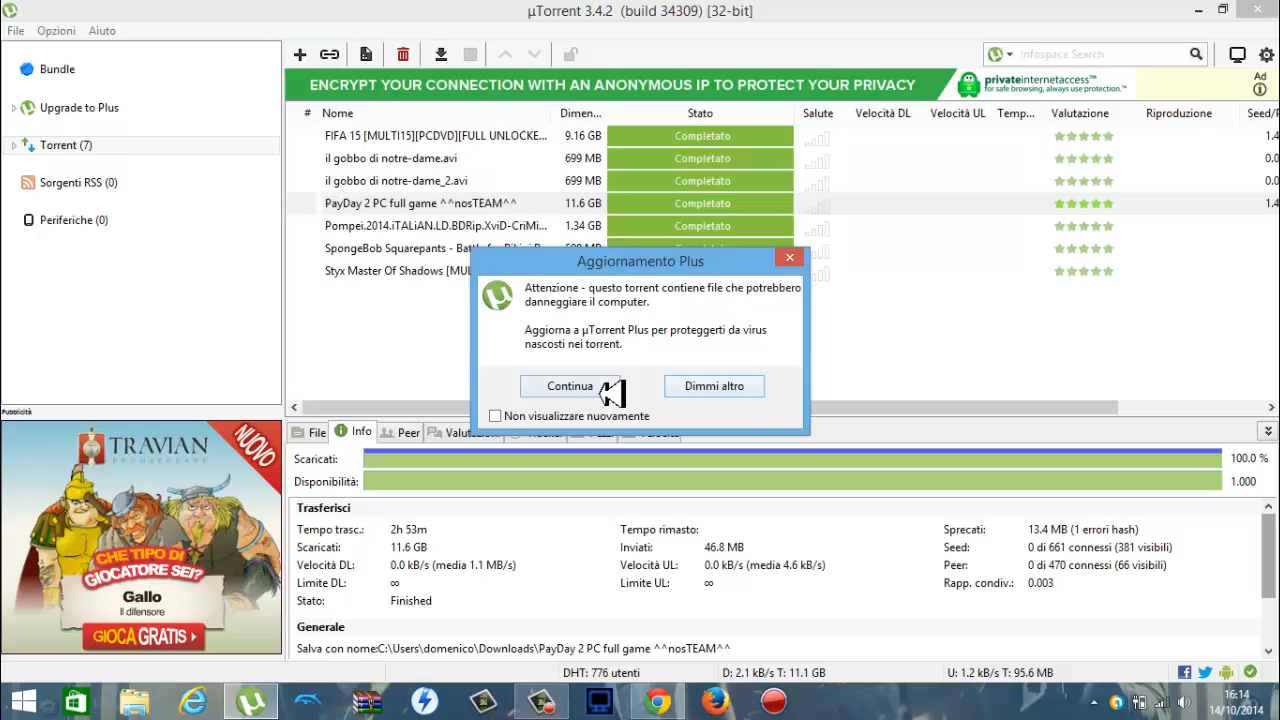 µTorrent 3.4.2 (build 34309) [32-bit]
File Opzioni Aiuto
Infospace Search
Bundle
Upgrade to Plus
Torrent (7)
Sorgenti RSS (0)
Periferiche (0)
ENCRYPT YOUR CONNECTION WITH AN ANONYMOUS IP TO PROTECT YOUR PRIVACY
privateinternetaccess™
for safe browsing, always use protection.™
Ad
# Nome Dimen... Stato Salute Velocità DL Velocità UL Temp... Valutazione Riproduzione Seed/P
FIFA 15 [MULTI15][PCDVD][FULL UNLOCKE... 9.16 GB Completato 1.4
il gobbo di notre-dame.avi 699 MB Completato 0.0
il gobbo di notre-dame_2.avi 699 MB Completato 0.0
PayDay 2 PC full game ^^nosTEAM^^ 11.6 GB Completato 1.4
Pompei.2014.iTALiAN.LD.BDRip.XviD-CriMi... 1.34 GB Completato
SpongeBob Squarepants -
Styx Master Of Shadows [MUL
Aggiornamento Plus
Attenzione - questo torrent contiene file che potrebbero
danneggiare il computer.
Aggiorna a µTorrent Plus per proteggerti da virus
nascosti nei torrent.
Continua Dimmi altro
Non visualizzare nuovamente
Pubblicità
TRAVIAN
NUOVO
CHE TIPO DI
GIOCATORE SEI?
Gallo
Il difensore
GIOCA GRATIS
File Info Peer
Scaricati: 100.0 %
Disponibilità: 1.000
Trasferisci
Tempo trasc.: 2h 53m Tempo rimasto: Sprecati: 13.4 MB (1 errori hash)
Scaricati: 11.6 GB Inviati: 46.8 MB Seed: 0 di 661 connessi (381 visibili)
Velocità DL: 0.0 kB/s (media 1.1 MB/s) Velocità UL: 0.0 kB/s (media 4.6 kB/s) Peer: 0 di 470 connessi (66 visibili)
Limite DL: ∞ Limite UL: ∞ Rapp. condiv.: 0.003
Stato: Finished
Generale
Salva con nome:C:\Users\domenico\Downloads\PayDay 2 PC full game ^^nosTEAM^^
DHT: 776 utenti D: 2.1 kB/s T: 11.1 GB U: 1.2 kB/s T: 95.6 MB
16:14
14/10/2014